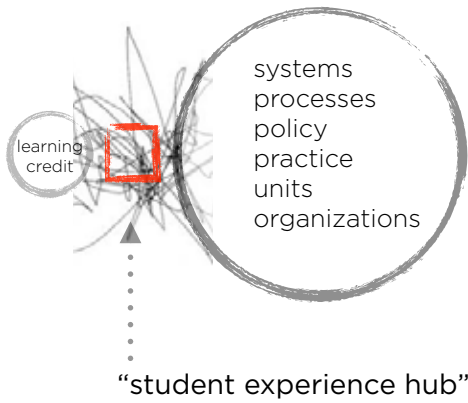 learning
credit
systems
processes
policy
practice
units
organizations
“student experience hub”